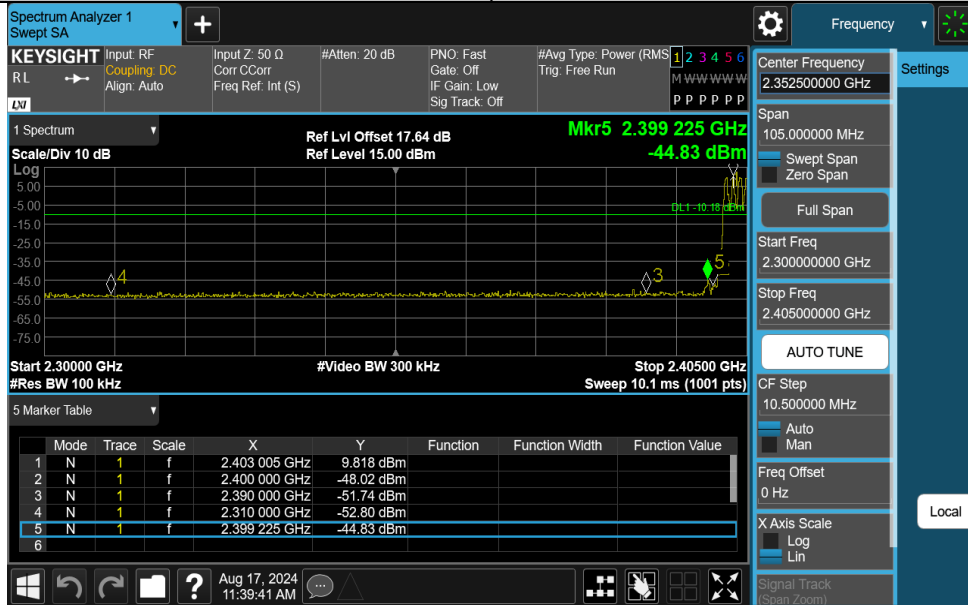 Spectrum Analyzer 1
Swept SA
Frequency
KEYSIGHT
RL
LXI
Input: RF
Coupling: DC
Align: Auto
Input Z: 50 Ω
Corr CCorr
Freq Ref: Int (S)
#Atten: 20 dB
PNO: Fast
Gate: Off
IF Gain: Low
Sig Track: Off
#Avg Type: Power (RMS
Trig: Free Run
1 2 3 4 5 6
M W W W W W
P P P P P P
1 Spectrum
Scale/Div 10 dB
Ref Lvl Offset 17.64 dB
Ref Level 15.00 dBm
Mkr5 2.399 225 GHz
-44.83 dBm
Log
5.00
-5.00
-15.0
-25.0
-35.0
-45.0
-55.0
-65.0
-75.0
DL1 -10.18 dBm
4
3
5
Start 2.30000 GHz
#Video BW 300 kHz
Stop 2.40500 GHz
#Res BW 100 kHz
Sweep 10.1 ms (1001 pts)
5 Marker Table
Mode Trace Scale X Y Function Function Width Function Value
1 N 1 f 2.403 005 GHz 9.818 dBm
2 N 1 f 2.400 000 GHz -48.02 dBm
3 N 1 f 2.390 000 GHz -51.74 dBm
4 N 1 f 2.310 000 GHz -52.80 dBm
5 N 1 f 2.399 225 GHz -44.83 dBm
6
?
Aug 17, 2024
11:39:41 AM
Center Frequency
2.352500000 GHz
Settings
Span
105.000000 MHz
Swept Span
Zero Span
Full Span
Start Freq
2.300000000 GHz
Stop Freq
2.405000000 GHz
AUTO TUNE
CF Step
10.500000 MHz
Auto
Man
Freq Offset
0 Hz
Local
X Axis Scale
Log
Lin
Signal Track
(Span Zoom)